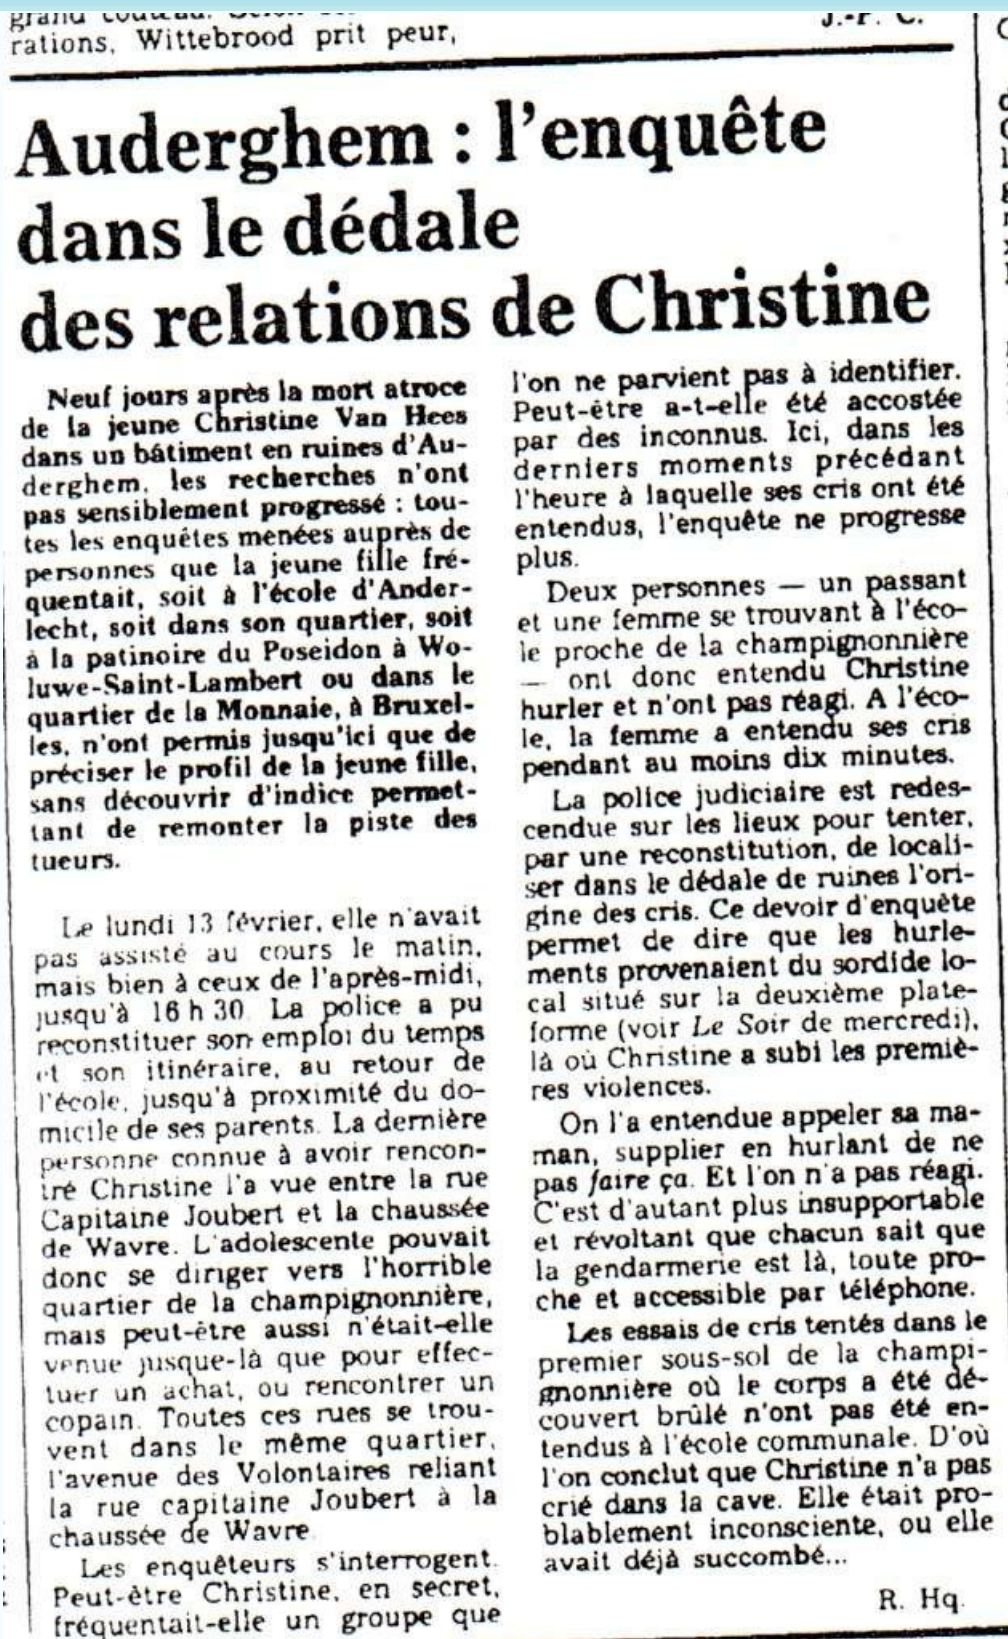 grand couteau. Selon
rations, Wittebrood prit peur,
J.-P. C.
Auderghem : l'enquête
dans le dédale
des relations de Christine
Neuf jours après la mort atroce
de la jeune Christine Van Hees
dans un bâtiment en ruines d'Au-
derghem, les recherches n'ont
pas sensiblement progressé : tou-
tes les enquêtes menées auprès de
personnes que la jeune fille fré-
quentait, soit à l'école d'Ander-
lecht, soit dans son quartier, soit
à la patinoire du Poseidon à Wo-
luwe-Saint-Lambert ou dans le
quartier de la Monnaie, à Bruxel-
les, n'ont permis jusqu'ici que de
préciser le profil de la jeune fille,
sans découvrir d'indice permet-
tant de remonter la piste des
tueurs.
Le lundi 13 février, elle n'avait
pas assisté au cours le matin,
mais bien à ceux de l'après-midi,
jusqu'à 16 h 30. La police a pu
reconstituer son emploi du temps
et son itinéraire, au retour de
l'école, jusqu'à proximité du do-
micile de ses parents. La dernière
personne connue à avoir rencon-
tré Christine l'a vue entre la rue
Capitaine Joubert et la chaussée
de Wavre. L'adolescente pouvait
donc se diriger vers l'horrible
quartier de la champignonnière,
mais peut-être aussi n'était-elle
venue jusque-là que pour effec-
tuer un achat, ou rencontrer un
copain. Toutes ces rues se trou-
vent dans le même quartier,
l'avenue des Volontaires reliant
la rue capitaine Joubert à la
chaussée de Wavre.
Les enquêteurs s'interrogent.
Peut-être Christine, en secret,
fréquentait-elle un groupe que
l'on ne parvient pas à identifier.
Peut-être a-t-elle été accostée
par des inconnus. Ici, dans les
derniers moments précédant
l'heure à laquelle ses cris ont été
entendus, l'enquête ne progresse
plus.
Deux personnes — un passant
et une femme se trouvant à l'éco-
le proche de la champignonnière
— ont donc entendu Christine
hurler et n'ont pas réagi. A l'éco-
le, la femme a entendu ses cris
pendant au moins dix minutes.
La police judiciaire est redes-
cendue sur les lieux pour tenter,
par une reconstitution, de locali-
ser dans le dédale de ruines l'ori-
gine des cris. Ce devoir d'enquête
permet de dire que les hurle-
ments provenaient du sordide lo-
cal situé sur la deuxième plate-
forme (voir Le Soir de mercredi),
là où Christine a subi les premiè-
res violences.
On l'a entendue appeler sa ma-
man, supplier en hurlant de ne
pas faire ça. Et l'on n'a pas réagi.
C'est d'autant plus insupportable
et révoltant que chacun sait que
la gendarmerie est là, toute pro-
che et accessible par téléphone.
Les essais de cris tentés dans le
premier sous-sol de la champi-
gnonnière où le corps a été dé-
couvert brûlé n'ont pas été en-
tendus à l'école communale. D'où
l'on conclut que Christine n'a pas
crié dans la cave. Elle était pro-
blablement inconsciente, ou elle
avait déjà succombé...
R. Hq.